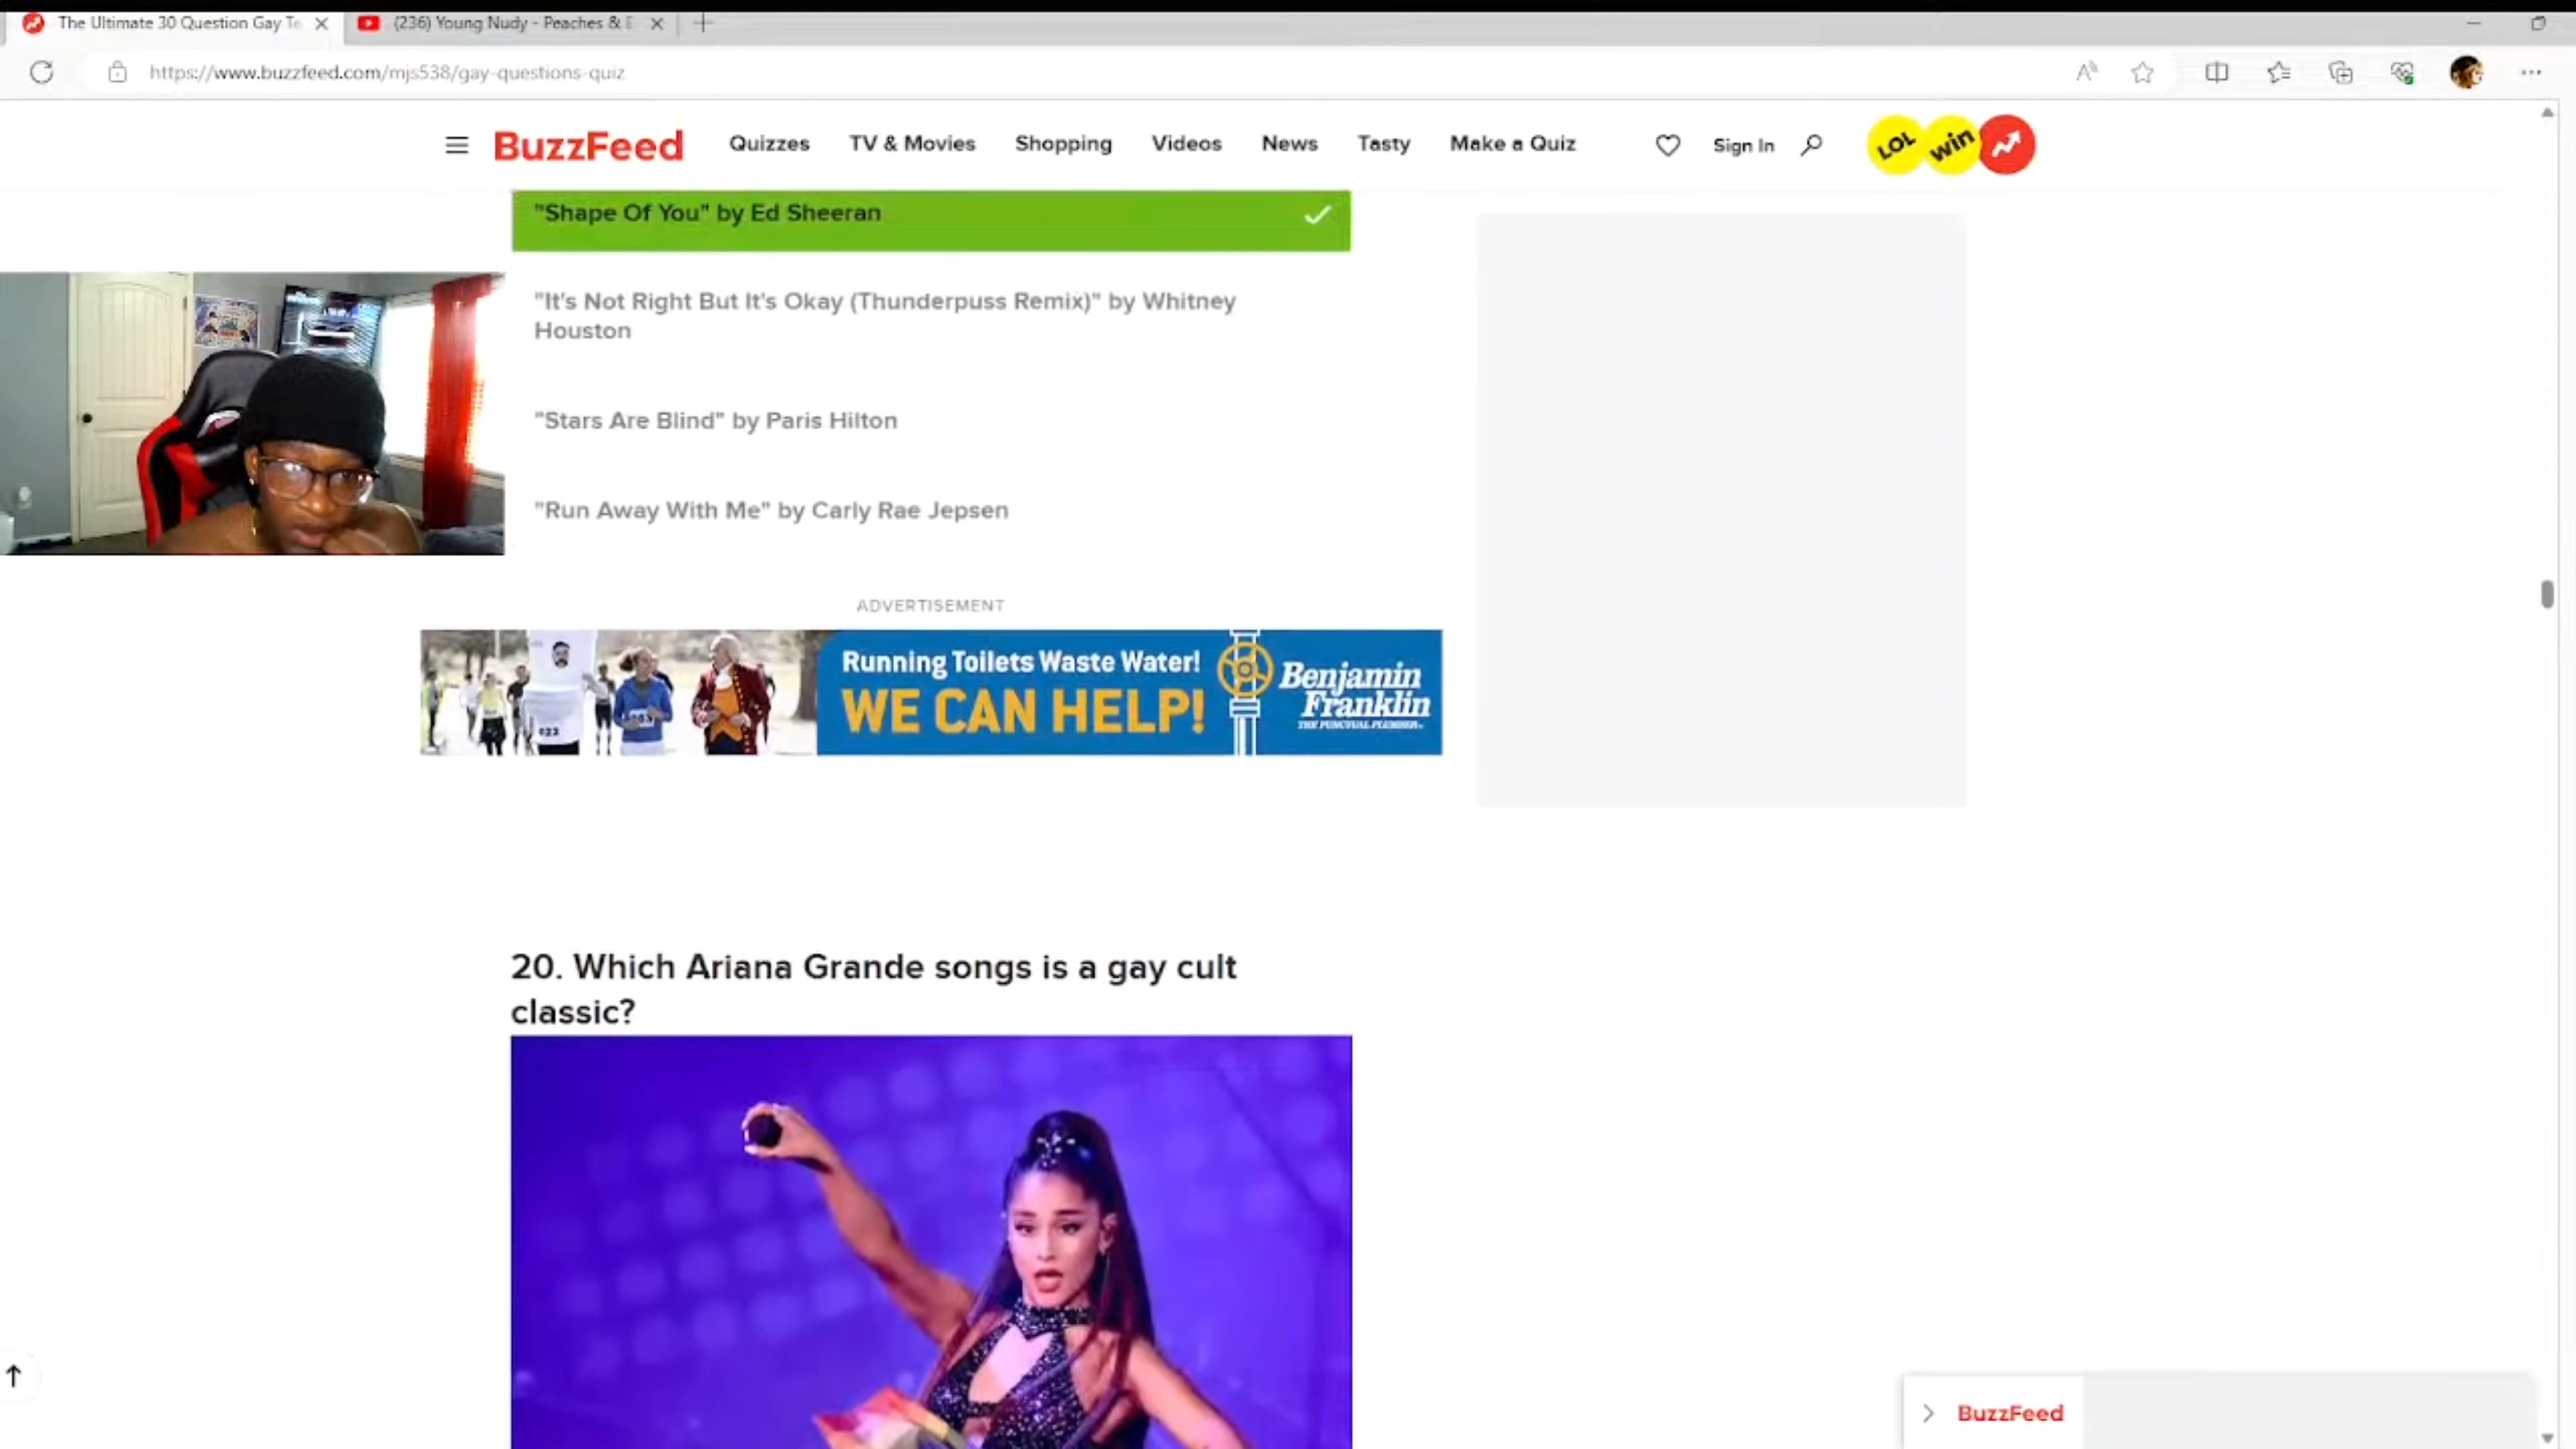 The Ultimate 30 Question Gay Te
(236) Young Nudy - Peaches & E
https://www.buzzfeed.com/mjs538/gay-questions-quiz
BuzzFeed
Quizzes
TV & Movies
Shopping
Videos
News
Tasty
Make a Quiz
Sign In
LOL
win
"Shape Of You" by Ed Sheeran
"It's Not Right But It's Okay (Thunderpuss Remix)" by Whitney
Houston
"Stars Are Blind" by Paris Hilton
"Run Away With Me" by Carly Rae Jepsen
ADVERTISEMENT
Running Toilets Waste Water!
WE CAN HELP!
Benjamin
Franklin
THE PUNCTUAL PLUMBER
023
20. Which Ariana Grande songs is a gay cult
classic?
BuzzFeed